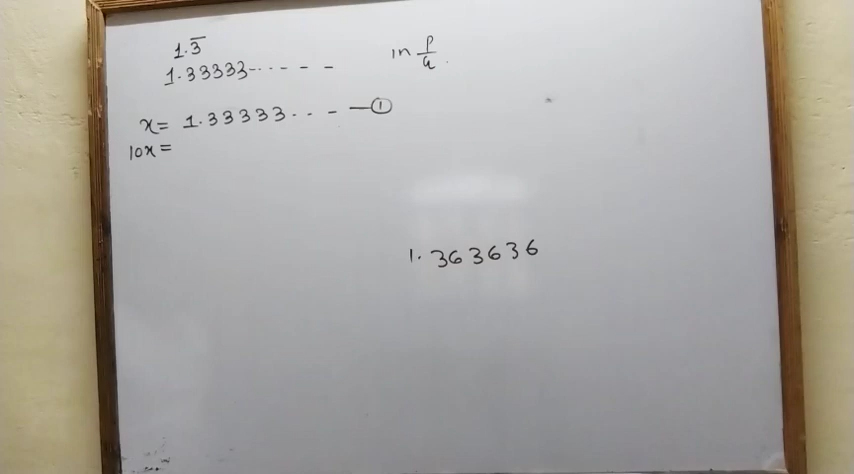 1.3̅
1.33333------ in p/q.
x= 1.33333... - —①
10x=
1.363636